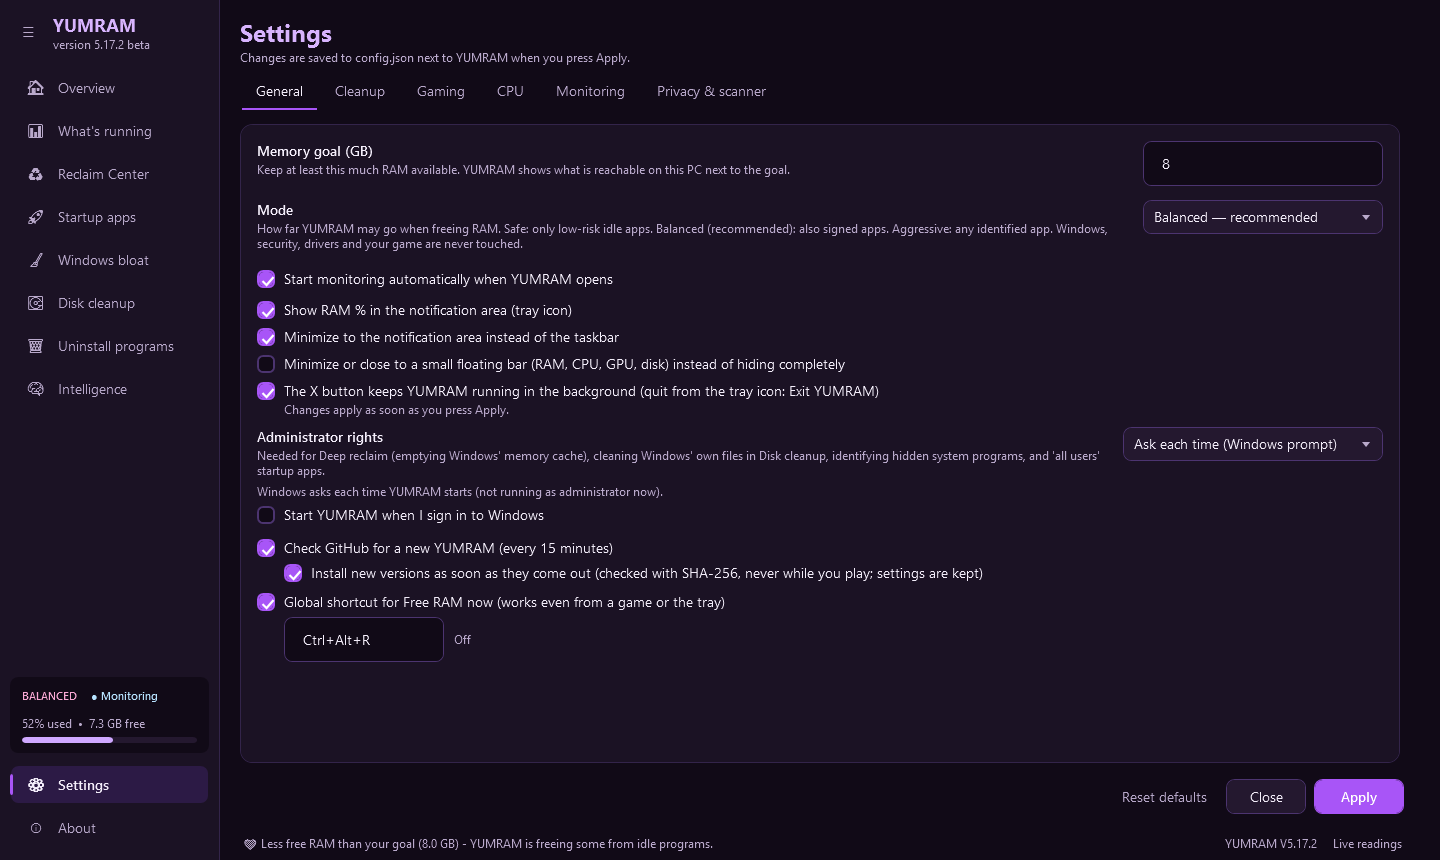 ☰ YUMRAM
version 5.17.2 beta
Overview
What's running
Reclaim Center
Startup apps
Windows bloat
Disk cleanup
Uninstall programs
Intelligence
BALANCED ● Monitoring
52% used • 7.3 GB free
Settings
About
Settings
Changes are saved to config.json next to YUMRAM when you press Apply.
General Cleanup Gaming CPU Monitoring Privacy & scanner
Memory goal (GB)
Keep at least this much RAM available. YUMRAM shows what is reachable on this PC next to the goal.
8
Mode
How far YUMRAM may go when freeing RAM. Safe: only low-risk idle apps. Balanced (recommended): also signed apps. Aggressive: any identified app. Windows,
security, drivers and your game are never touched.
Balanced — recommended
Start monitoring automatically when YUMRAM opens
Show RAM % in the notification area (tray icon)
Minimize to the notification area instead of the taskbar
Minimize or close to a small floating bar (RAM, CPU, GPU, disk) instead of hiding completely
The X button keeps YUMRAM running in the background (quit from the tray icon: Exit YUMRAM)
Changes apply as soon as you press Apply.
Administrator rights
Needed for Deep reclaim (emptying Windows' memory cache), cleaning Windows' own files in Disk cleanup, identifying hidden system programs, and 'all users'
startup apps.
Ask each time (Windows prompt)
Windows asks each time YUMRAM starts (not running as administrator now).
Start YUMRAM when I sign in to Windows
Check GitHub for a new YUMRAM (every 15 minutes)
Install new versions as soon as they come out (checked with SHA-256, never while you play; settings are kept)
Global shortcut for Free RAM now (works even from a game or the tray)
Ctrl+Alt+R Off
Reset defaults Close Apply
Less free RAM than your goal (8.0 GB) - YUMRAM is freeing some from idle programs.
YUMRAM V5.17.2 Live readings